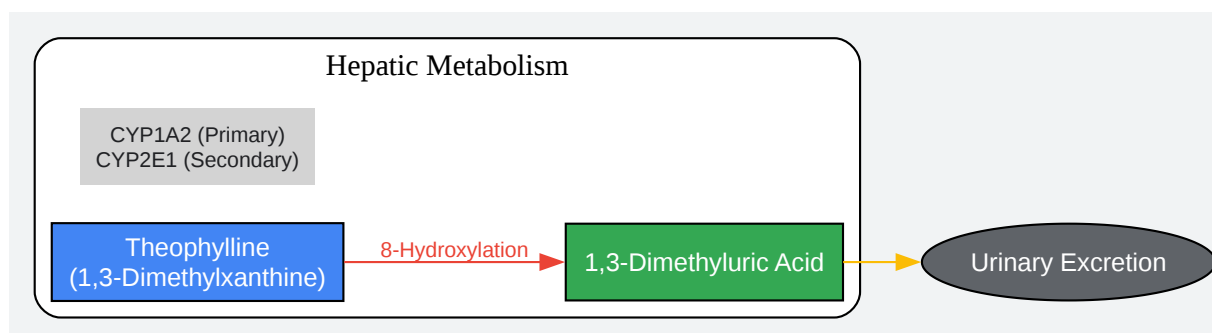 Hepatic Metabolism
CYP1A2 (Primary)
CYP2E1 (Secondary)
Theophylline
(1,3-Dimethylxanthine)
8-Hydroxylation
1,3-Dimethyluric Acid
Urinary Excretion